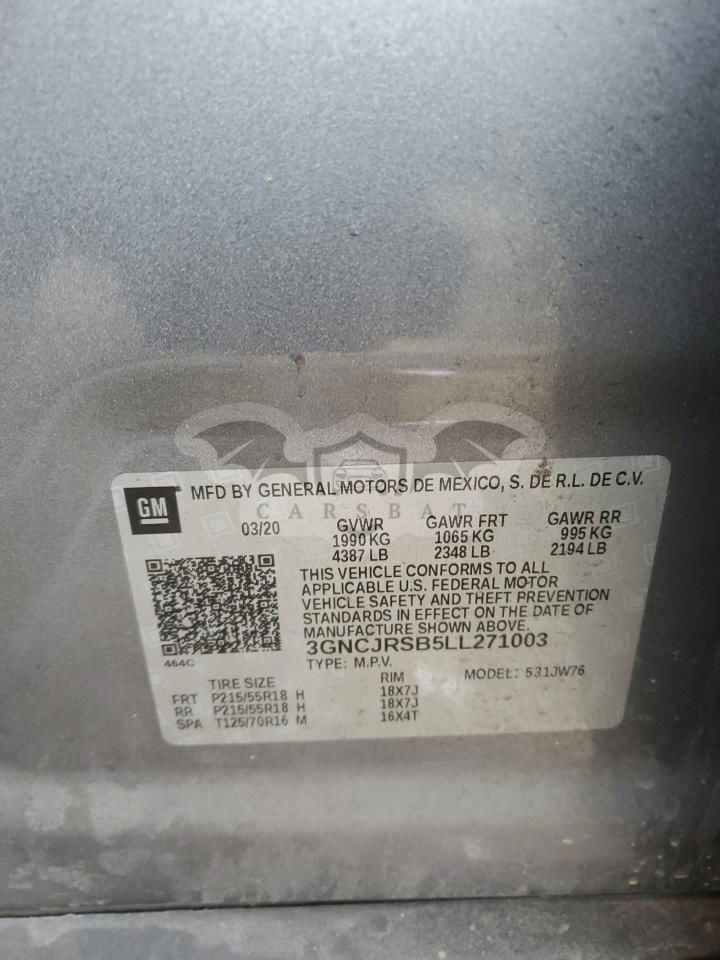 GM MFD BY GENERAL MOTORS DE MEXICO, S. DE R.L. DE C.V.
CARSBAT
03/20 GVWR GAWR FRT GAWR RR
1990 KG 1065 KG 995 KG
4387 LB 2348 LB 2194 LB
THIS VEHICLE CONFORMS TO ALL
APPLICABLE U.S. FEDERAL MOTOR
VEHICLE SAFETY AND THEFT PREVENTION
STANDARDS IN EFFECT ON THE DATE OF
MANUFACTURE SHOWN ABOVE.
3GNCJRSB5LL271003
464C
TYPE: M.P.V. MODEL: 531JW76
TIRE SIZE RIM
FRT P215/55R18 H 18X7J
RR P215/55R18 H 18X7J
SPA T125/70R16 M 16X4T